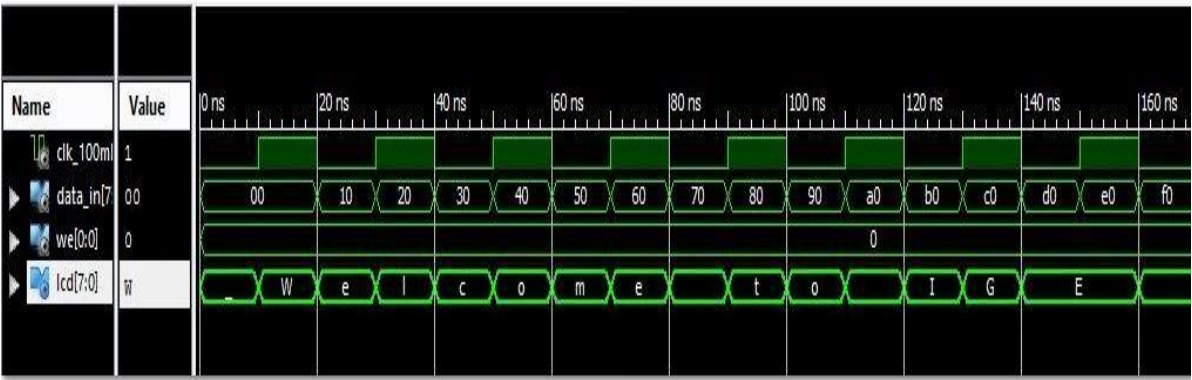 Name Value 0 ns 20 ns 40 ns 60 ns 80 ns 100 ns 120 ns 140 ns 160 ns
clk_100ml 1
data_in[7: 00 00 10 20 30 40 50 60 70 80 90 a0 b0 c0 d0 e0 f0
we[0:0] 0 0
lcd[7:0] W _ W e l c o m e t o I G E